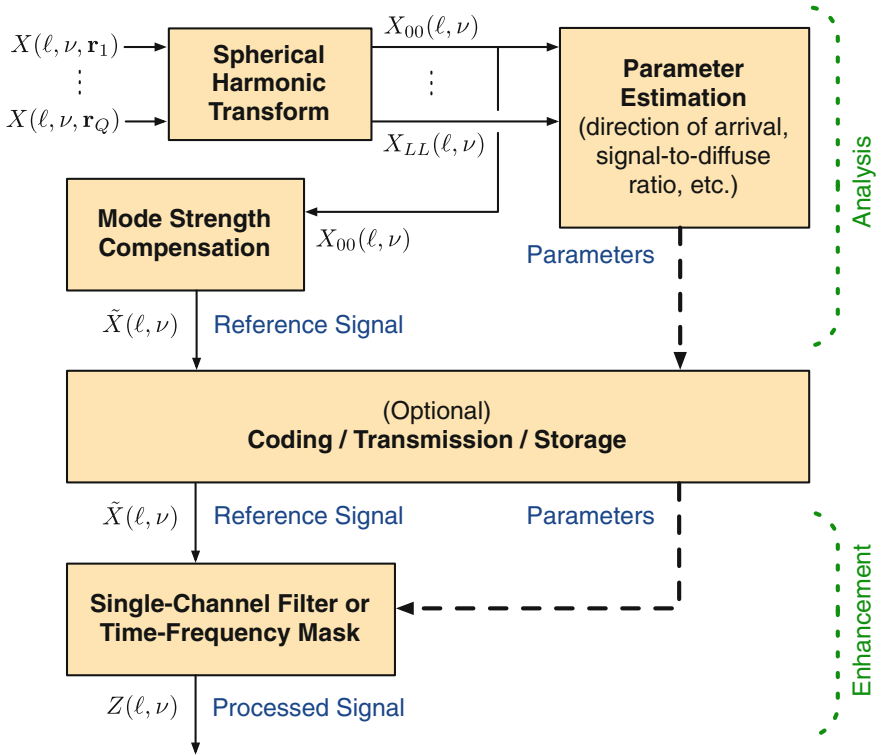 X(ℓ, ν, r₁)
⋮
X(ℓ, ν, r_Q)
Spherical
Harmonic
Transform
X₀₀(ℓ, ν)
⋮
X_LL(ℓ, ν)
Parameter
Estimation
(direction of arrival,
signal-to-diffuse
ratio, etc.)
Analysis
Mode Strength
Compensation
X₀₀(ℓ, ν)
Parameters
X̃(ℓ, ν)
Reference Signal
(Optional)
Coding / Transmission / Storage
X̃(ℓ, ν)
Reference Signal
Parameters
Single-Channel Filter or
Time-Frequency Mask
Enhancement
Z(ℓ, ν)
Processed Signal